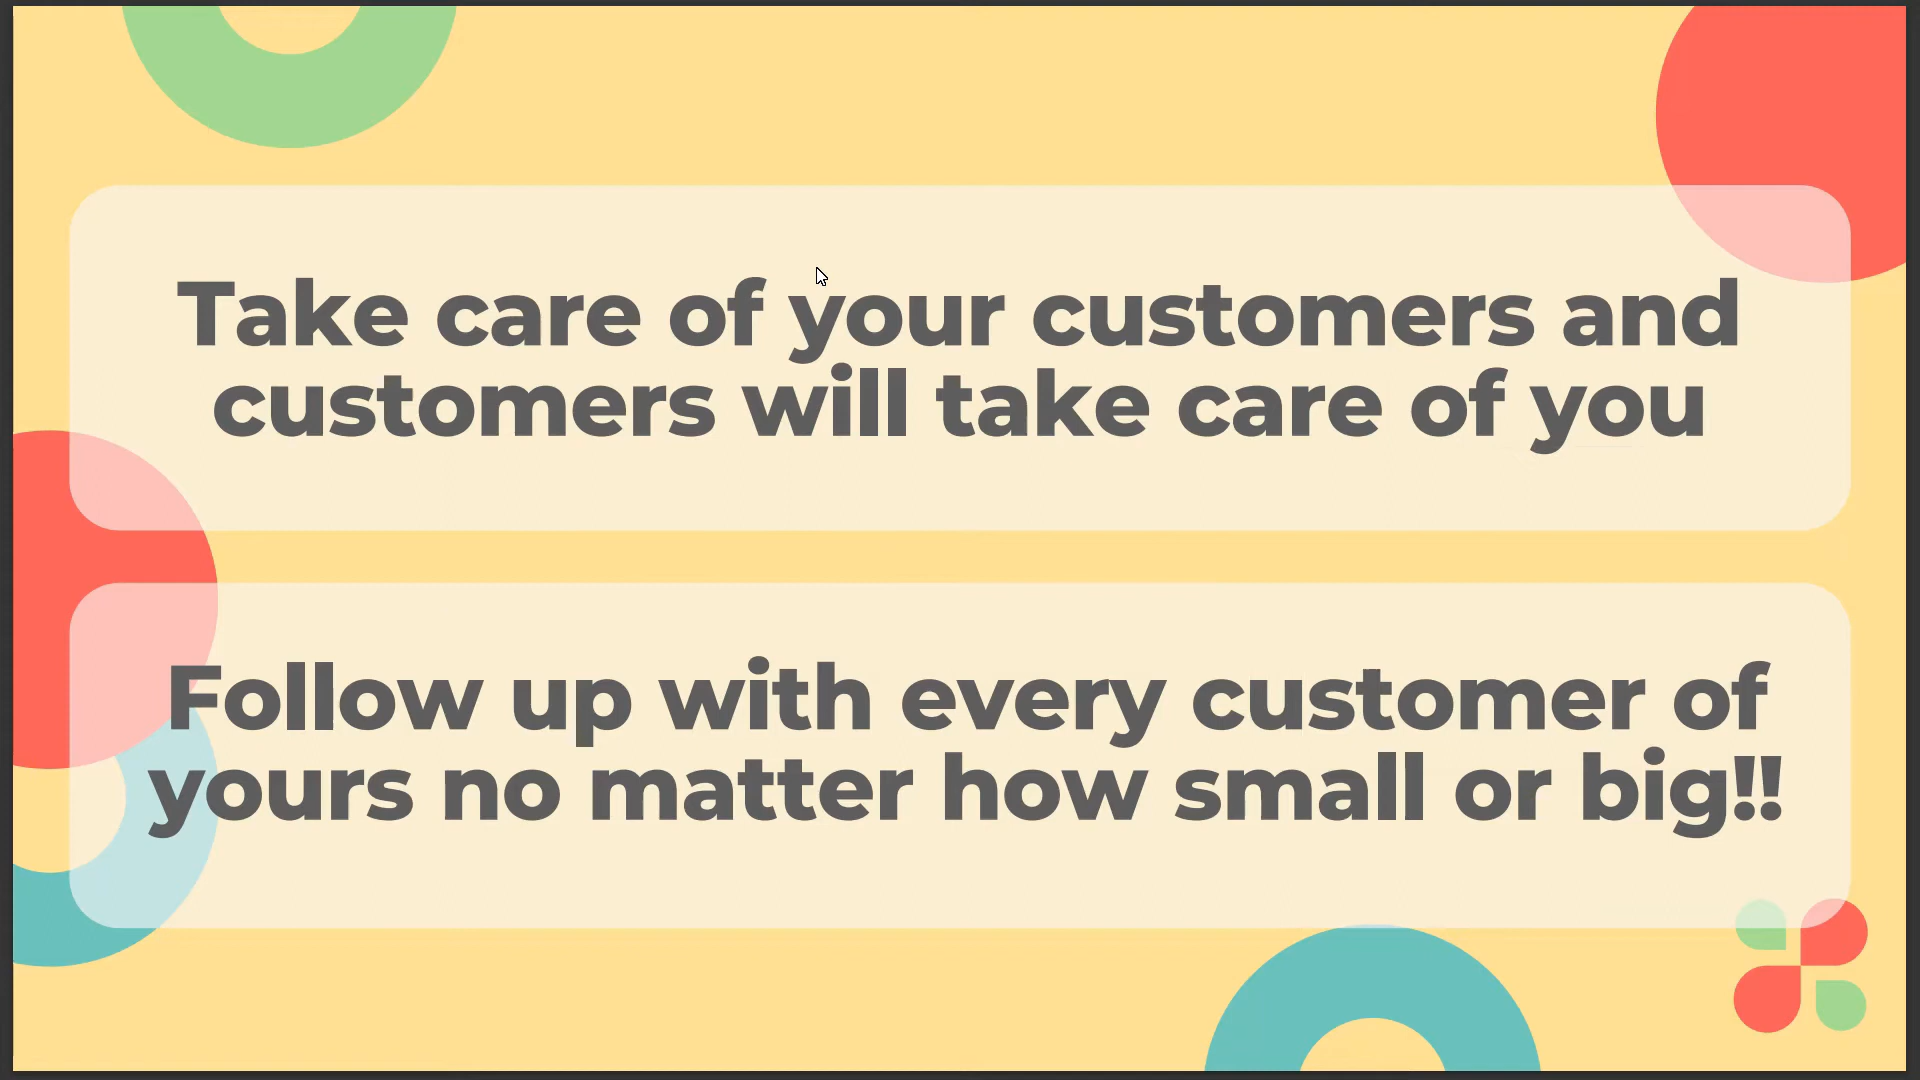 Take care of your customers and
customers will take care of you
Follow up with every customer of
yours no matter how small or big!!